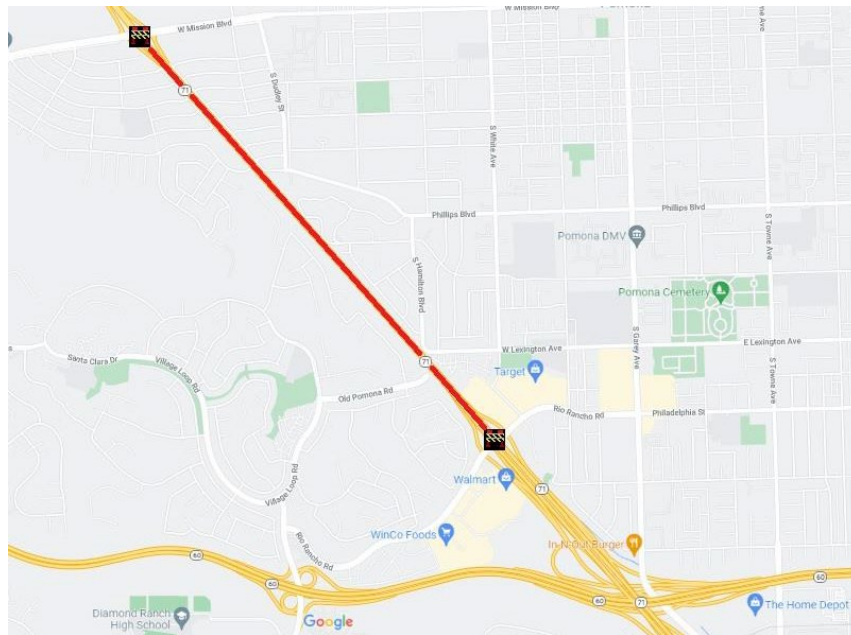 W Mission Blvd
71
S Dudley St
S White Ave
Phillips Blvd
Phillips Blvd
S Towne Ave
Pomona DMV
S Hamilton Blvd
Pomona Cemetery
S Garey Ave
W Lexington Ave
E Lexington Ave
71
Santa Clara Dr
Village Loop Rd
Target
Old Pomona Rd
S Towne Ave
Rio Rancho Rd
Philadelphia St
Village Loop Rd
Walmart
71
WinCo Foods
In-N-Out Burger
Rio Rancho Rd
60
60
60
60
71
The Home Depot
Diamond Ranch
High School
Google